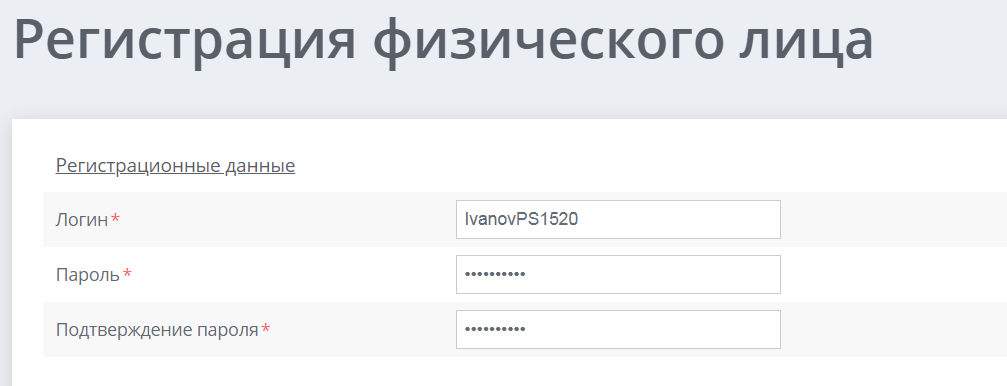 Регистрация физического лица
Регистрационные данные
Логин* IvanovPS1520
Пароль* ••••••••••
Подтверждение пароля* ••••••••••